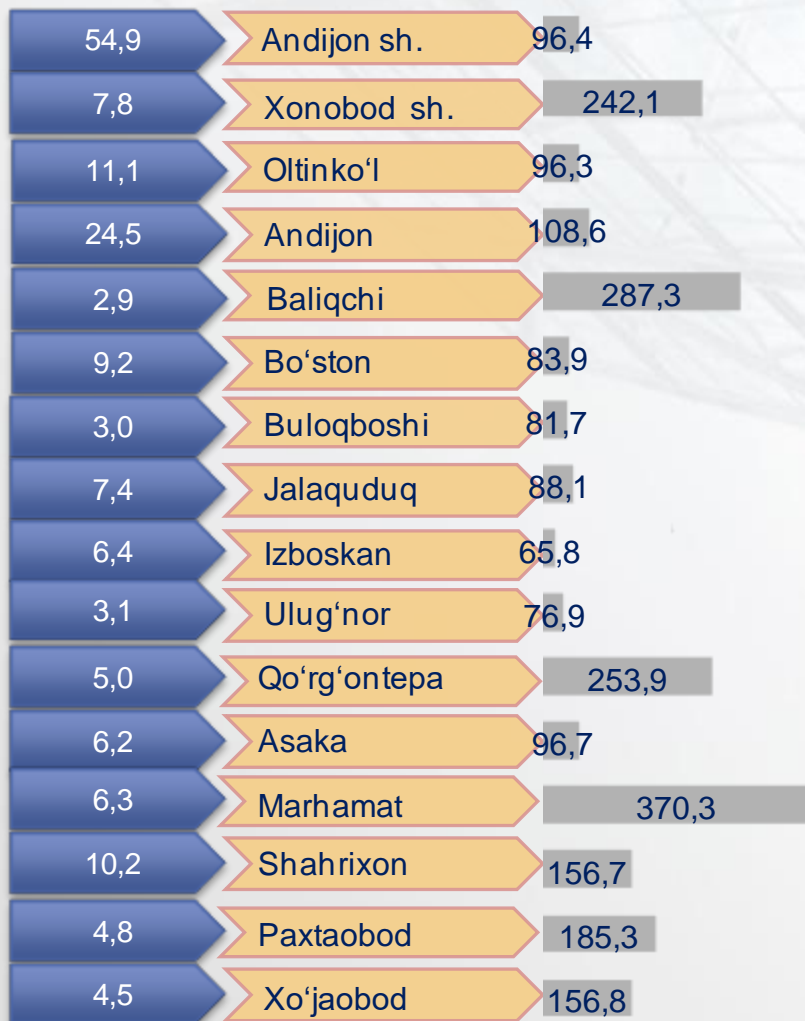 54,9 Andijon sh. 96,4
7,8 Xonobod sh. 242,1
11,1 Oltinko‘l 96,3
24,5 Andijon 108,6
2,9 Baliqchi 287,3
9,2 Bo‘ston 83,9
3,0 Buloqboshi 81,7
7,4 Jalaquduq 88,1
6,4 Izboskan 65,8
3,1 Ulug‘nor 76,9
5,0 Qo‘rg‘ontepa 253,9
6,2 Asaka 96,7
6,3 Marhamat 370,3
10,2 Shahrixon 156,7
4,8 Paxtaobod 185,3
4,5 Xo‘jaobod 156,8